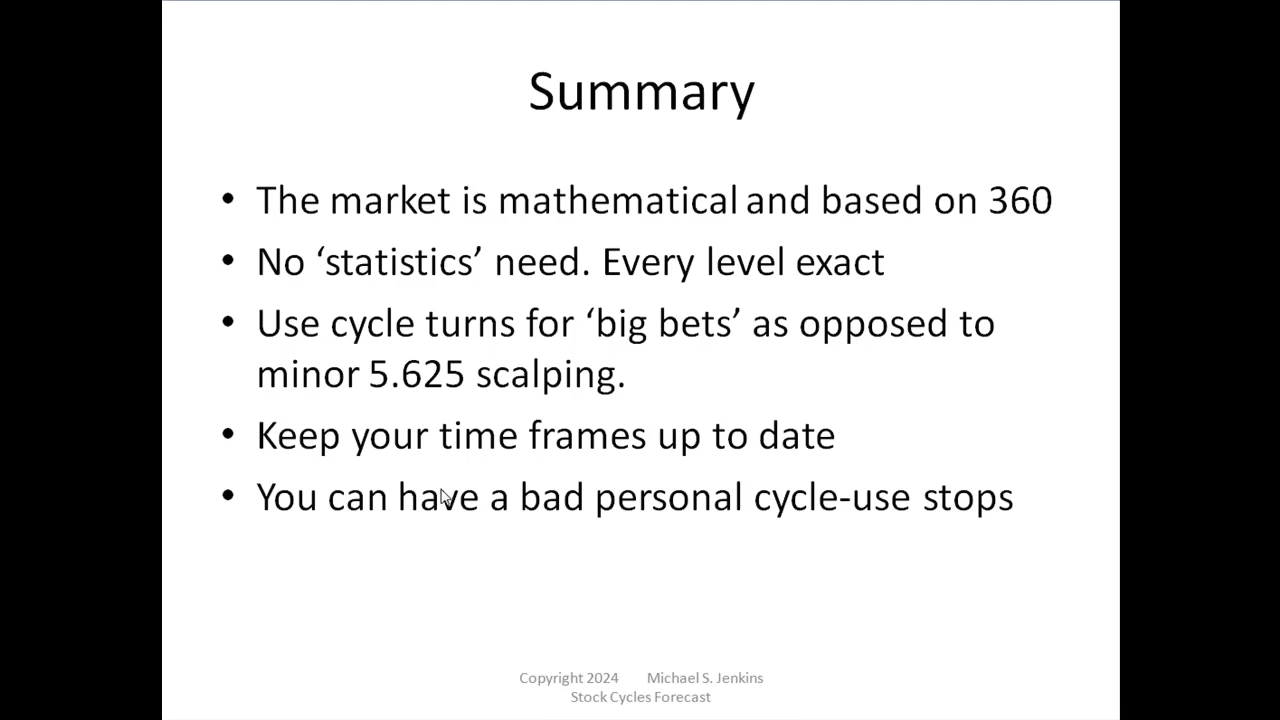 Summary
• The market is mathematical and based on 360
• No ‘statistics’ need. Every level exact
• Use cycle turns for ‘big bets’ as opposed to
minor 5.625 scalping.
• Keep your time frames up to date
• You can have a bad personal cycle-use stops
Copyright 2024 Michael S. Jenkins
Stock Cycles Forecast